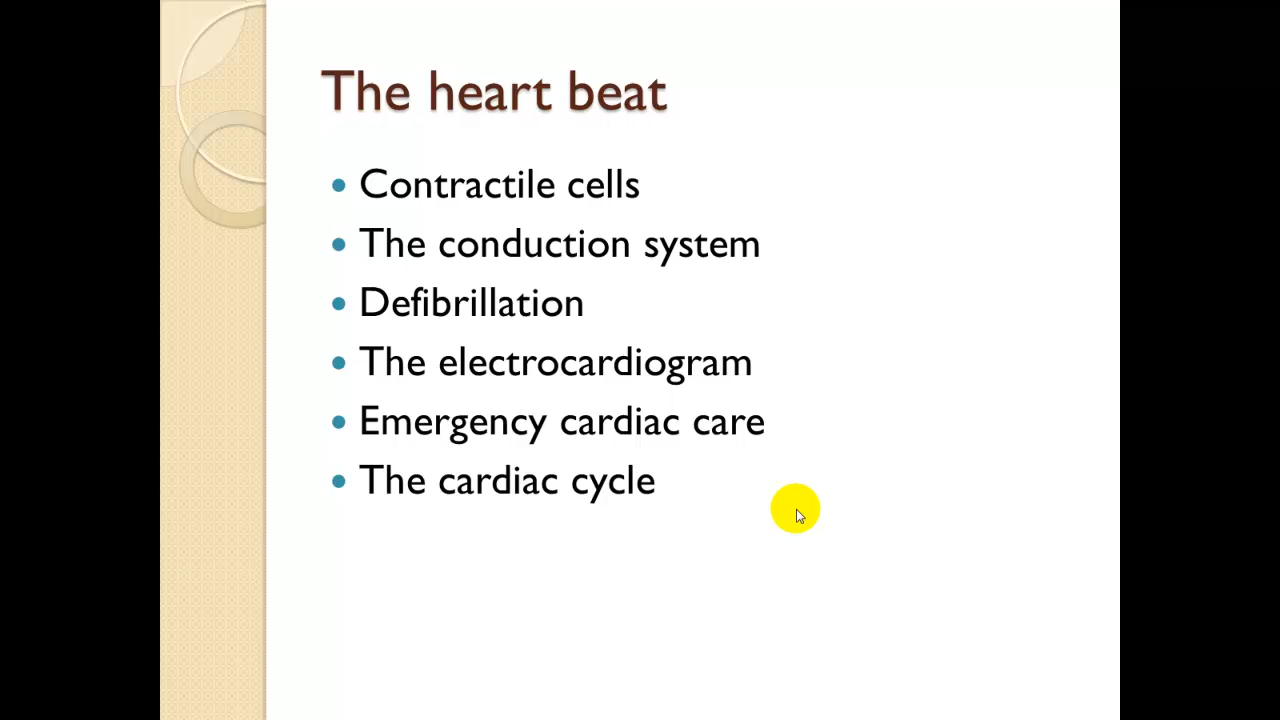 The heart beat
• Contractile cells
• The conduction system
• Defibrillation
• The electrocardiogram
• Emergency cardiac care
• The cardiac cycle